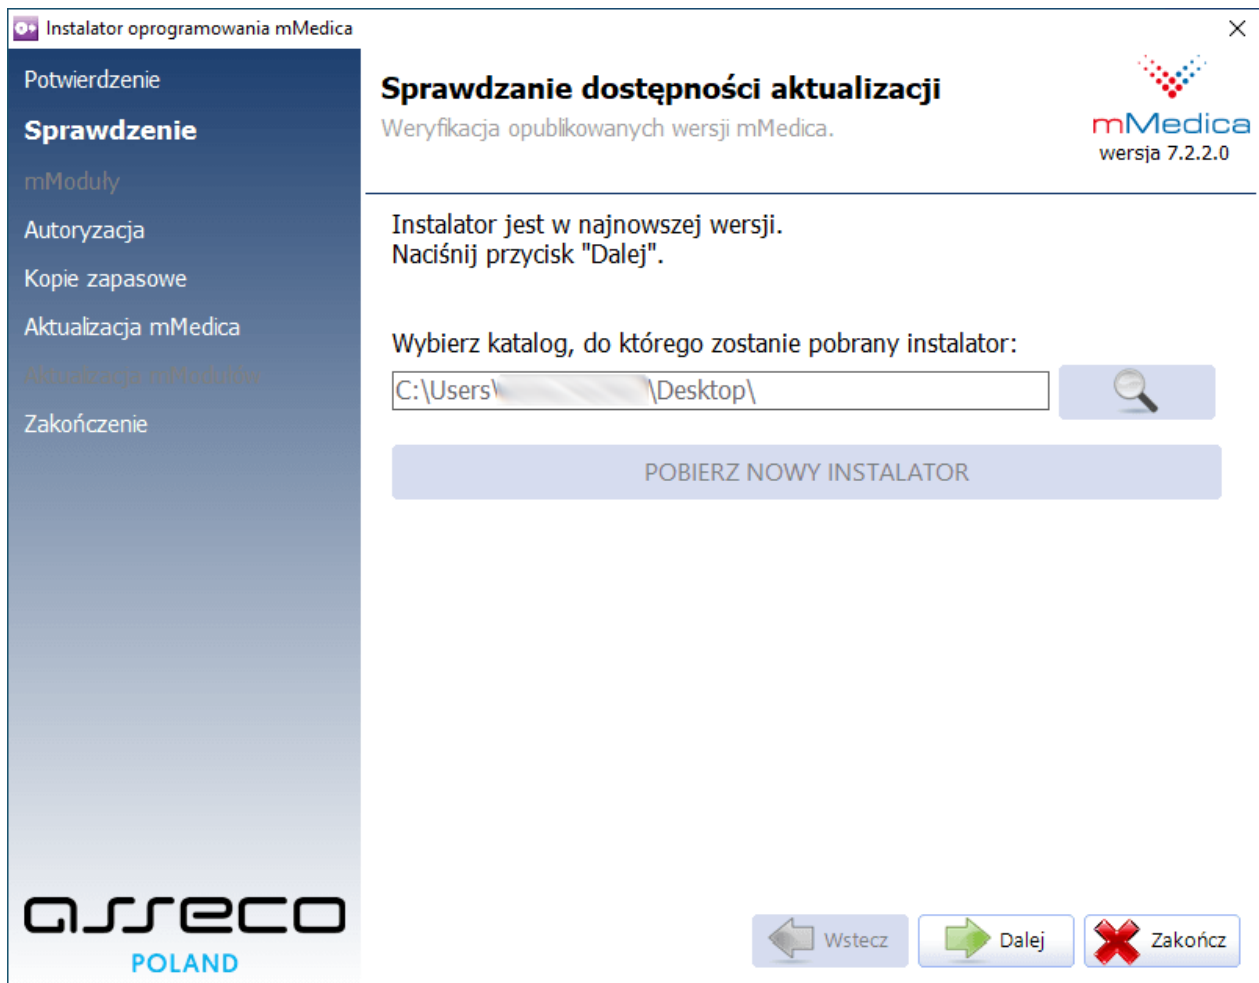 Instalator oprogramowania mMedica
Potwierdzenie
Sprawdzenie
mModuły
Autoryzacja
Kopie zapasowe
Aktualizacja mMedica
Aktualizacja mModułów
Zakończenie
asseco
POLAND
Sprawdzanie dostępności aktualizacji
Weryfikacja opublikowanych wersji mMedica.
mMedica
wersja 7.2.2.0
Instalator jest w najnowszej wersji.
Naciśnij przycisk "Dalej".
Wybierz katalog, do którego zostanie pobrany instalator:
C:\Users\ \Desktop\
POBIERZ NOWY INSTALATOR
Wstecz
Dalej
Zakończ